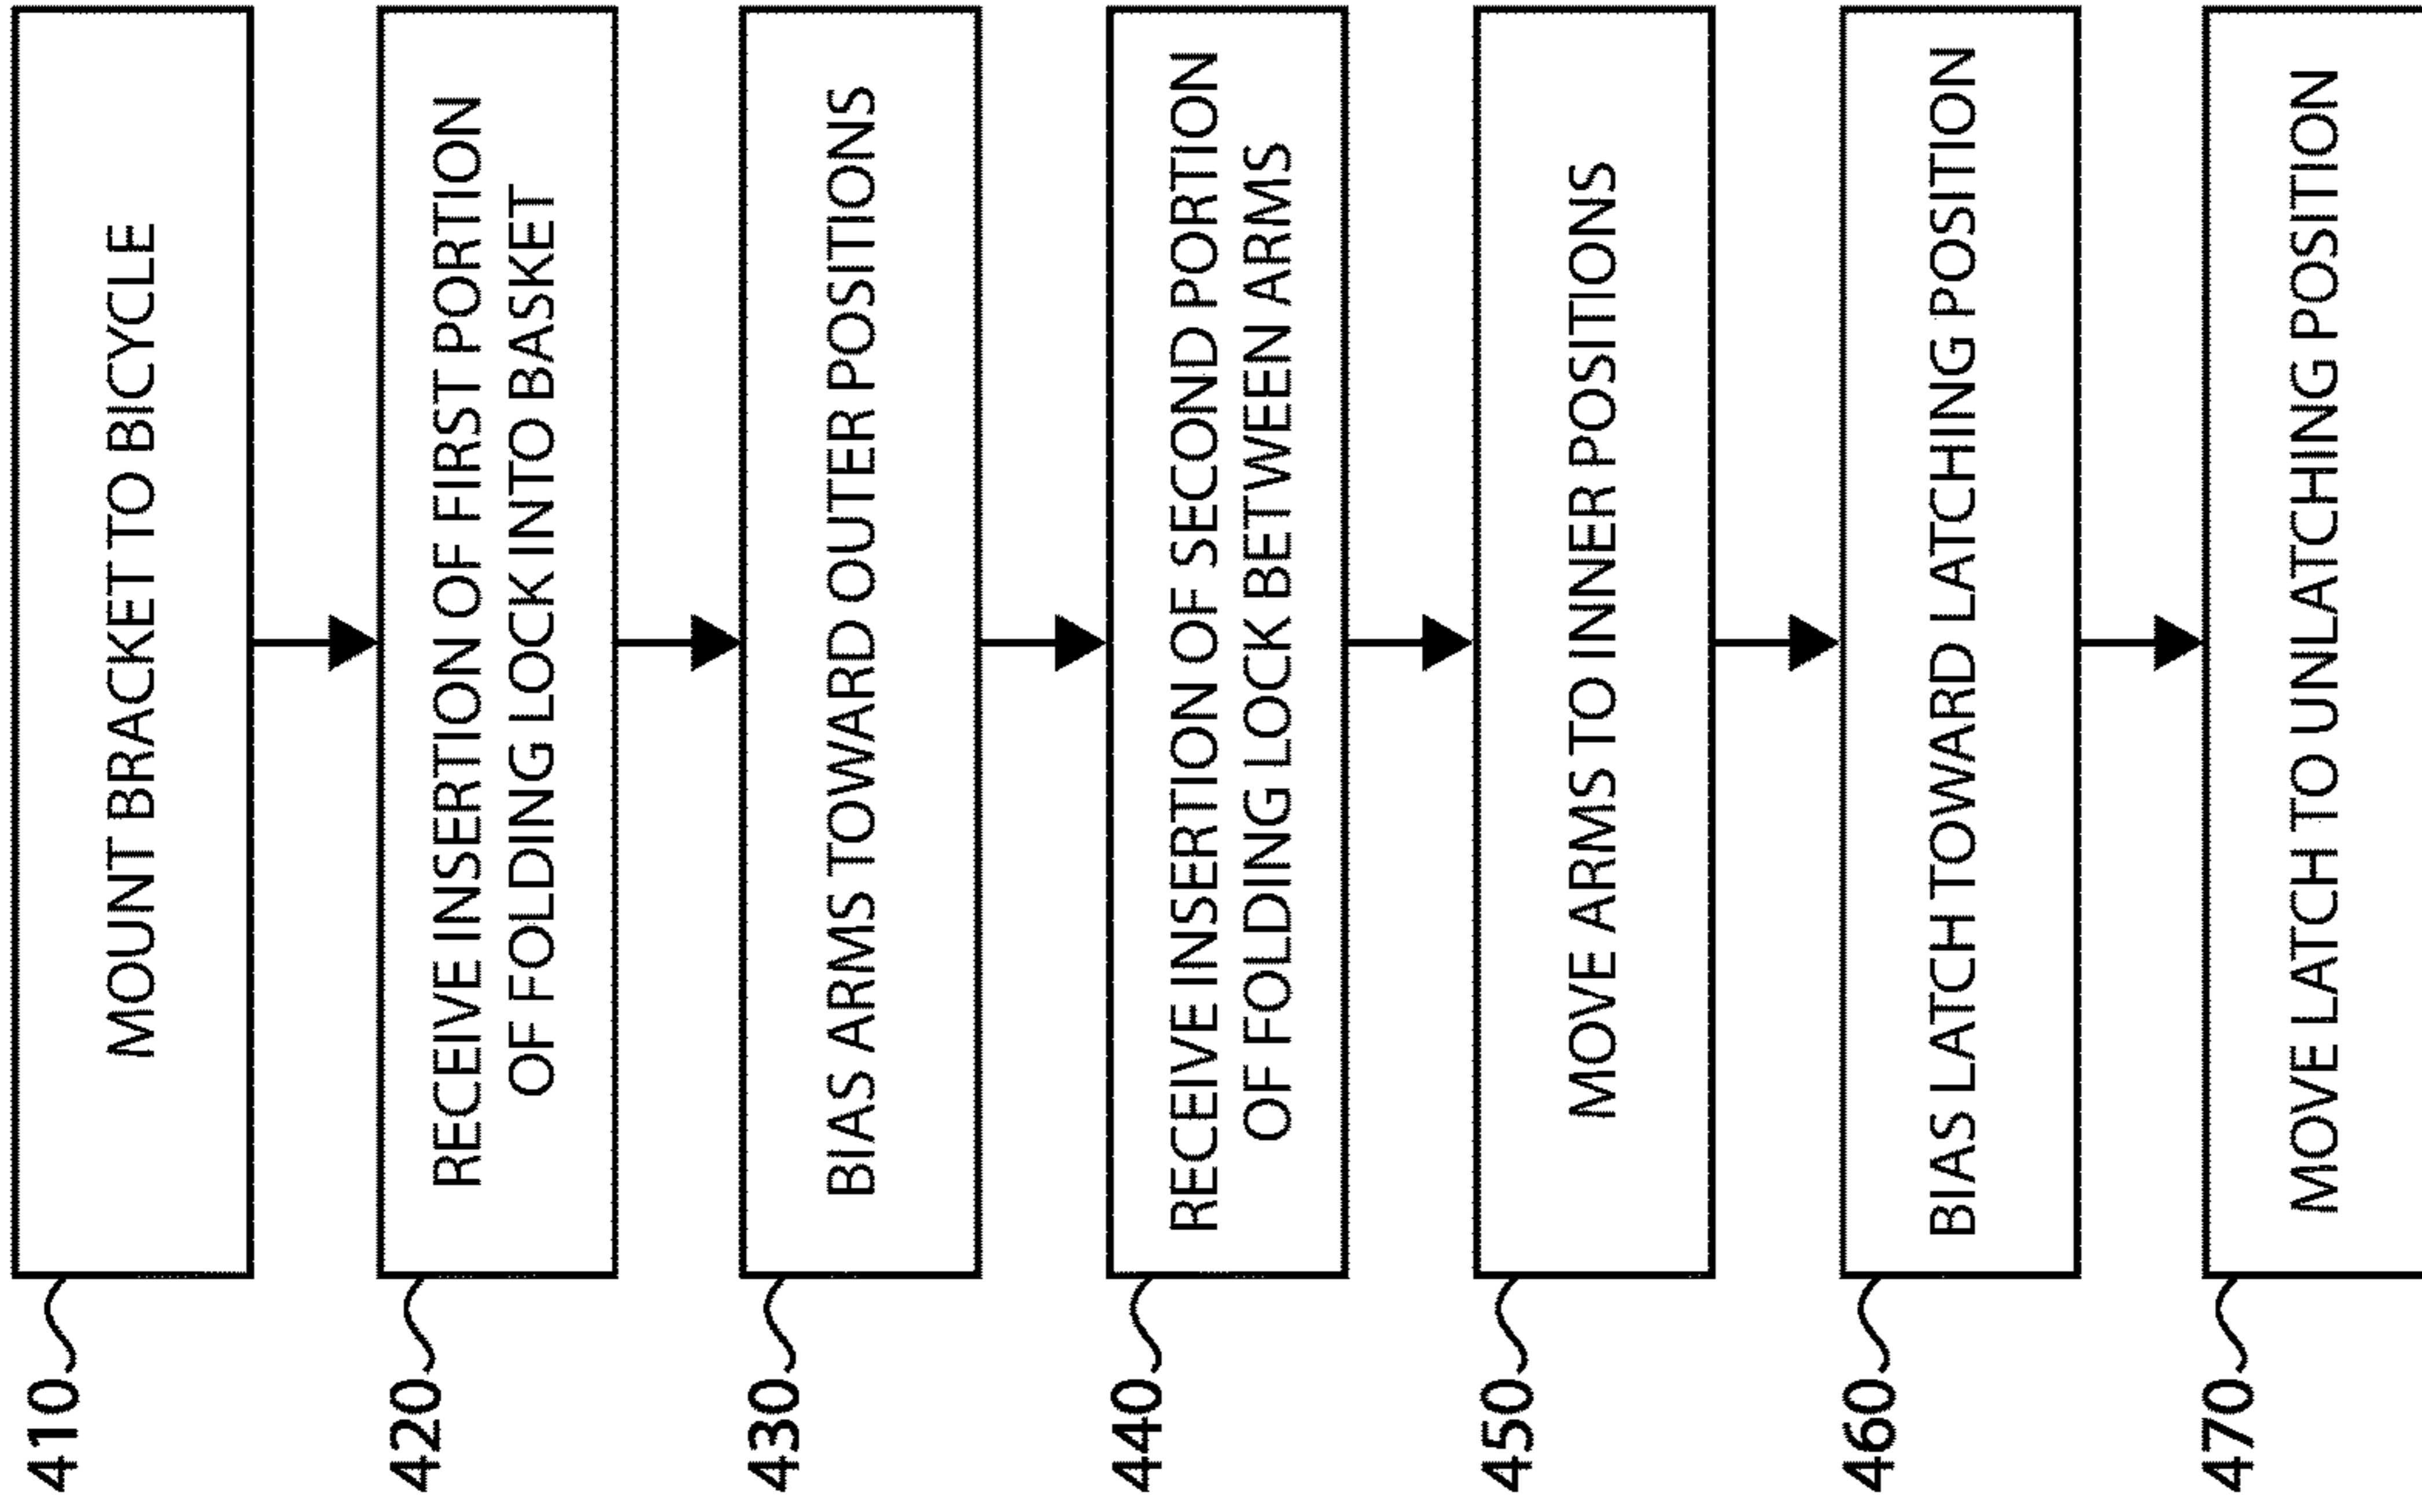 410
MOUNT BRACKET TO BICYCLE
420
RECEIVE INSERTION OF FIRST PORTION
OF FOLDING LOCK INTO BASKET
430
BIAS ARMS TOWARD OUTER POSITIONS
440
RECEIVE INSERTION OF SECOND PORTION
OF FOLDING LOCK BETWEEN ARMS
450
MOVE ARMS TO INNER POSITIONS
460
BIAS LATCH TOWARD LATCHING POSITION
470
MOVE LATCH TO UNLATCHING POSITION